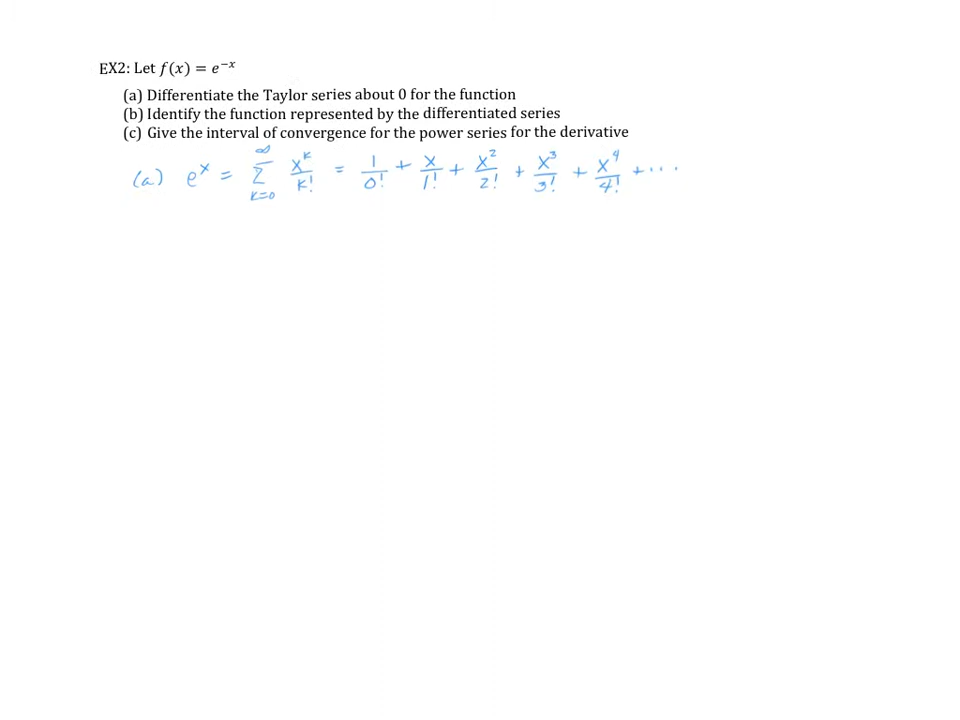 EX2: Let f(x) = e^{−x}
(a) Differentiate the Taylor series about 0 for the function
(b) Identify the function represented by the differentiated series
(c) Give the interval of convergence for the power series for the derivative
(a) e^x = ∑_{k=0}^{∞} x^k/k! = 1/0! + x/1! + x^2/2! + x^3/3! + x^4/4! + ...